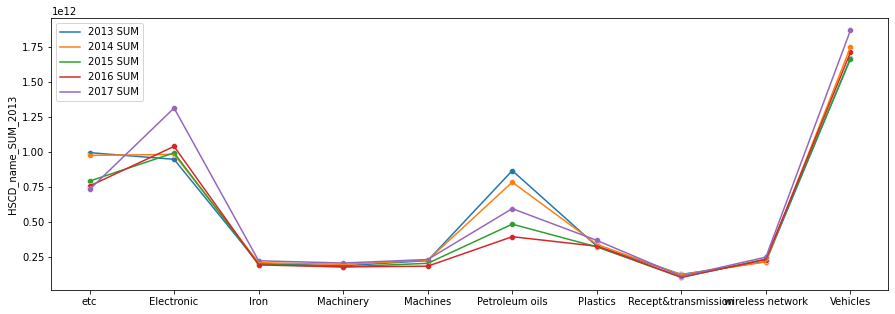 1e12
2013 SUM
2014 SUM
2015 SUM
2016 SUM
2017 SUM
1.75
1.50
1.25
1.00
0.75
0.50
0.25
HSCD_name_SUM_2013
etc Electronic Iron Machinery Machines Petroleum oils Plastics Recept&transmission wireless network Vehicles